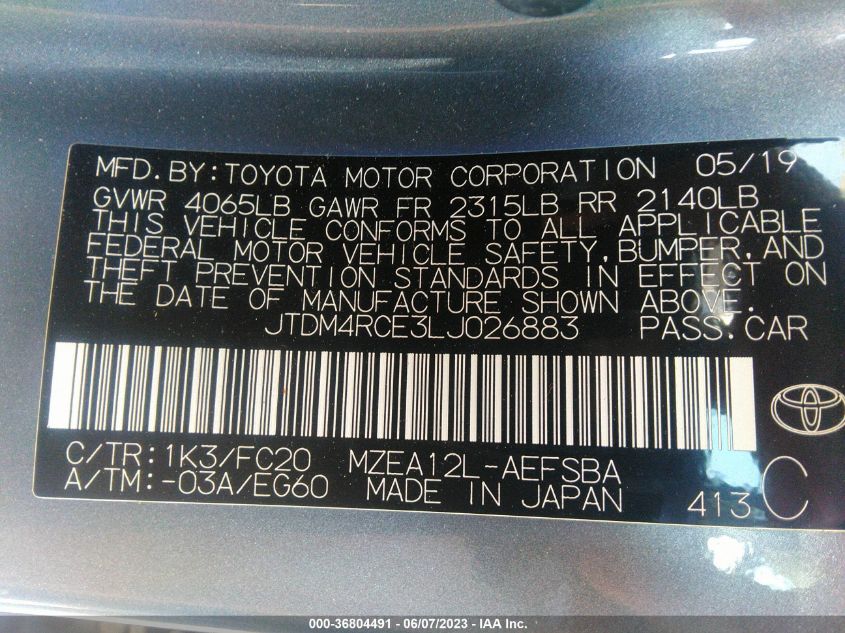 MFD. BY: TOYOTA MOTOR CORPORATION 05/19
GVWR 4065LB GAWR FR 2315LB RR 2140LB
THIS VEHICLE CONFORMS TO ALL APPLICABLE
FEDERAL MOTOR VEHICLE SAFETY, BUMPER, AND
THEFT PREVENTION STANDARDS IN EFFECT ON
THE DATE OF MANUFACTURE SHOWN ABOVE.
JTDM4RCE3LJ026883 PASS. CAR
C/TR: 1K3/FC20 MZEA12L-AEFSBA
A/TM: -03A/EG60 MADE IN JAPAN 413 C
000-36804491 - 06/07/2023 - IAA Inc.